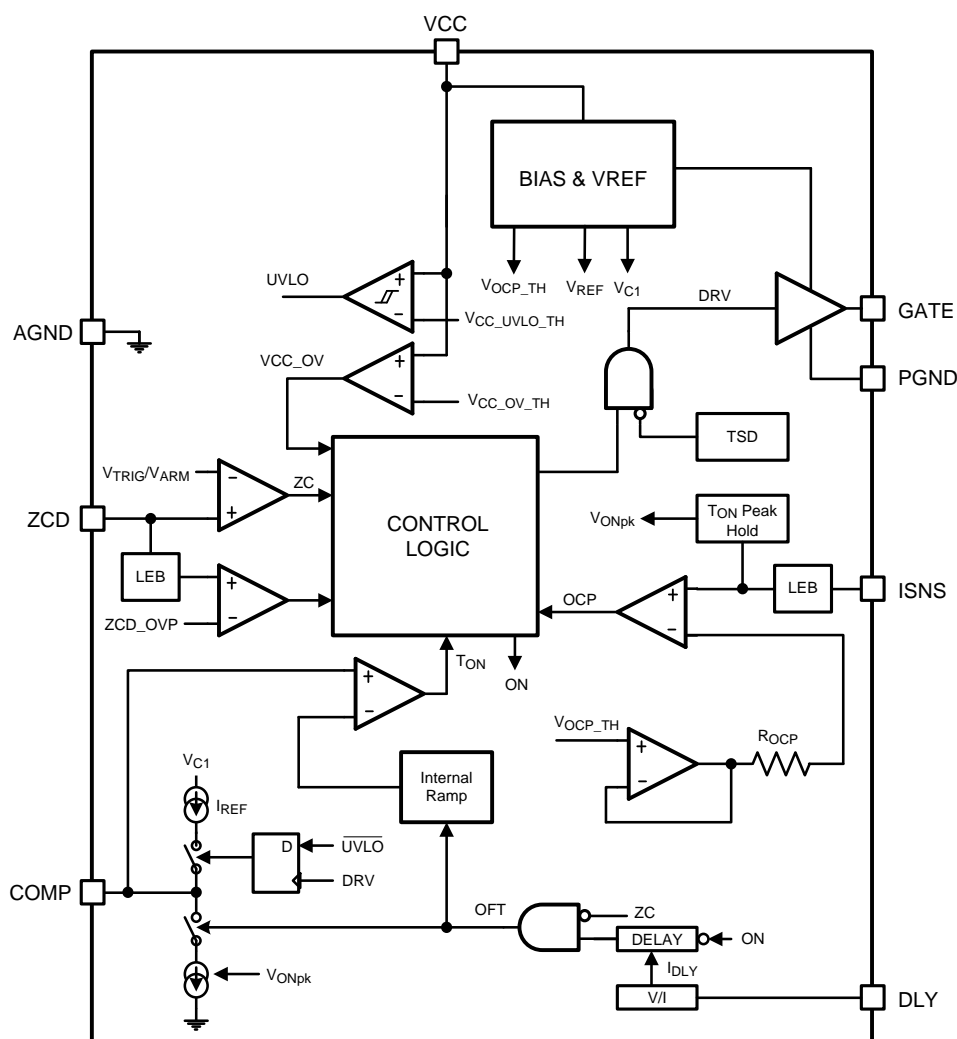 VCC
BIAS & VREF
UVLO
+
−
VCC_UVLO_TH
VOCP_TH
VREF
VC1
DRV
GATE
AGND
VCC_OV
+
−
VCC_OV_TH
PGND
TSD
VTRIG/VARM
−
+
ZC
ZCD
CONTROL
LOGIC
VONpk
TON Peak
Hold
LEB
+
−
ZCD_OVP
OCP
+
−
LEB
ISNS
TON
ON
+
−
VOCP_TH
+
−
ROCP
VC1
IREF
Internal
Ramp
D
UVLO
DRV
COMP
OFT
ZC
DELAY
ON
IDLY
VONpk
V/I
DLY